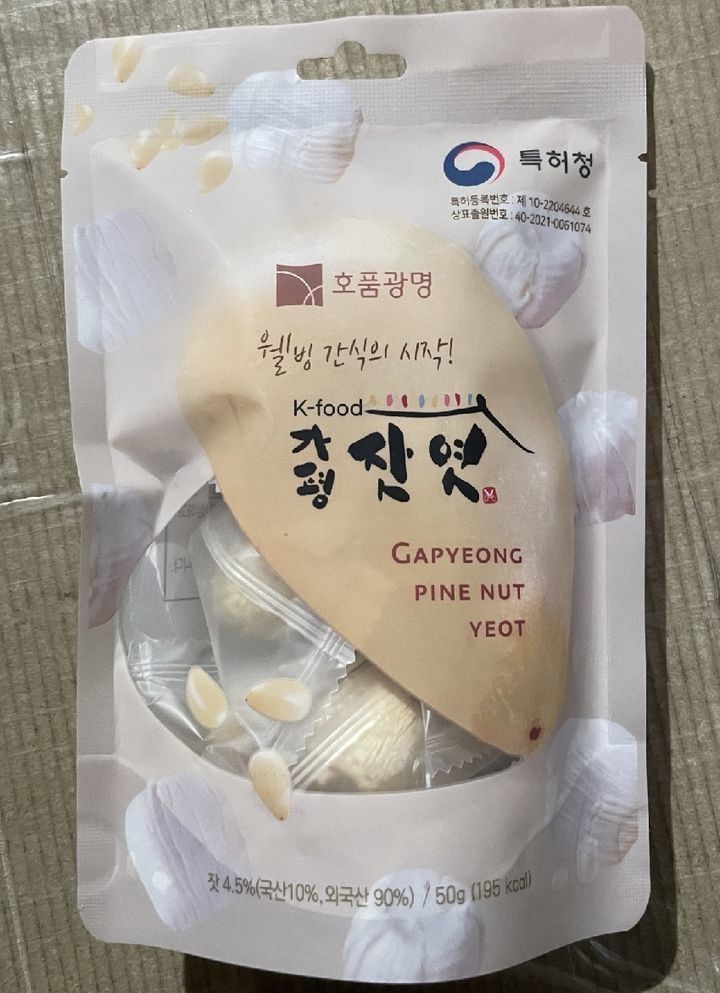 특허청
특허등록번호 : 제 10-2204644 호
상표출원번호 : 40-2021-0061074
호품광명
웰빙 간식의 시작!
K-food
가평 잣엿
GAPYEONG
PINE NUT
YEOT
잣 4.5%(국산10%, 외국산 90%) / 50g (195 kcal)